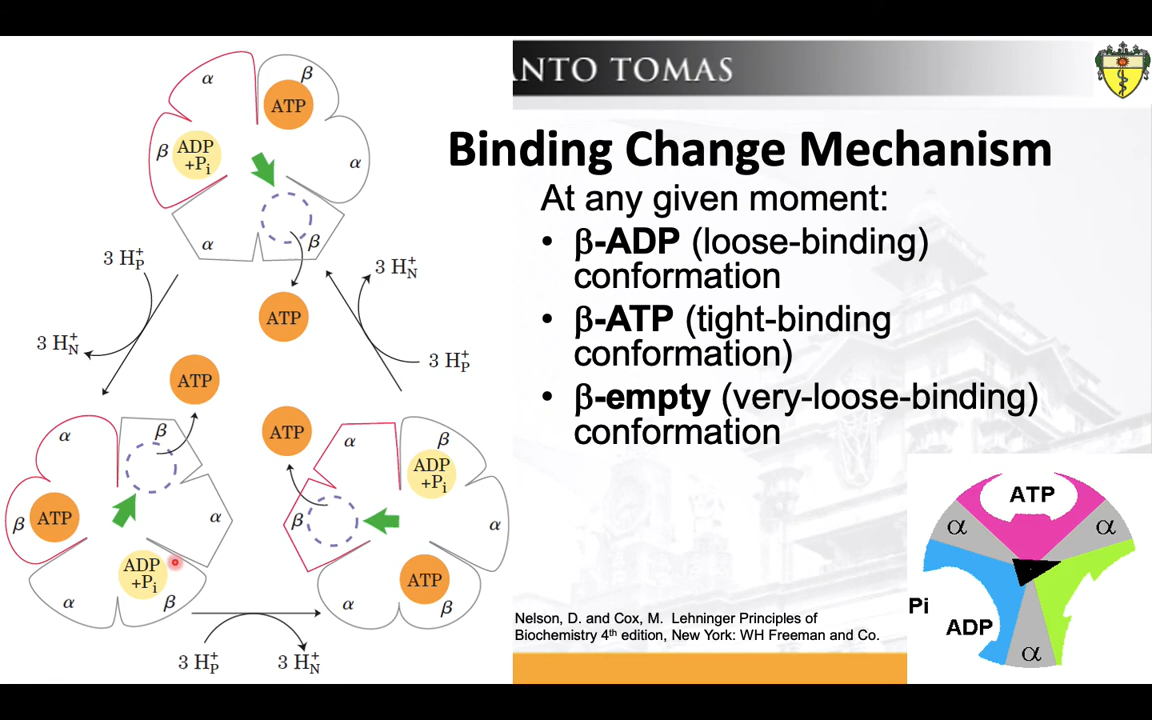 ANTO TOMAS
Binding Change Mechanism
At any given moment:
• β-ADP (loose-binding)
conformation
• β-ATP (tight-binding
conformation)
• β-empty (very-loose-binding)
conformation
Nelson, D. and Cox, M. Lehninger Principles of
Biochemistry 4th edition, New York: WH Freeman and Co.
α
β
ATP
β
ADP
+Pi
α
α
β
ATP
3 H+P
3 H+N
3 H+N
3 H+P
ATP
α
β
β
ATP
α
ADP
+Pi
α
β
3 H+P
3 H+N
ATP
α
β
ADP
+Pi
β
α
ATP
α
β
ATP
α
α
Pi
ADP
α